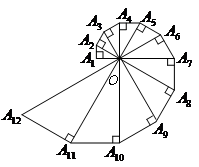 A₄ A₅
A₃ A₆
A₂
A₁ A₇
O
A₈
A₁₂ A₉
A₁₁ A₁₀